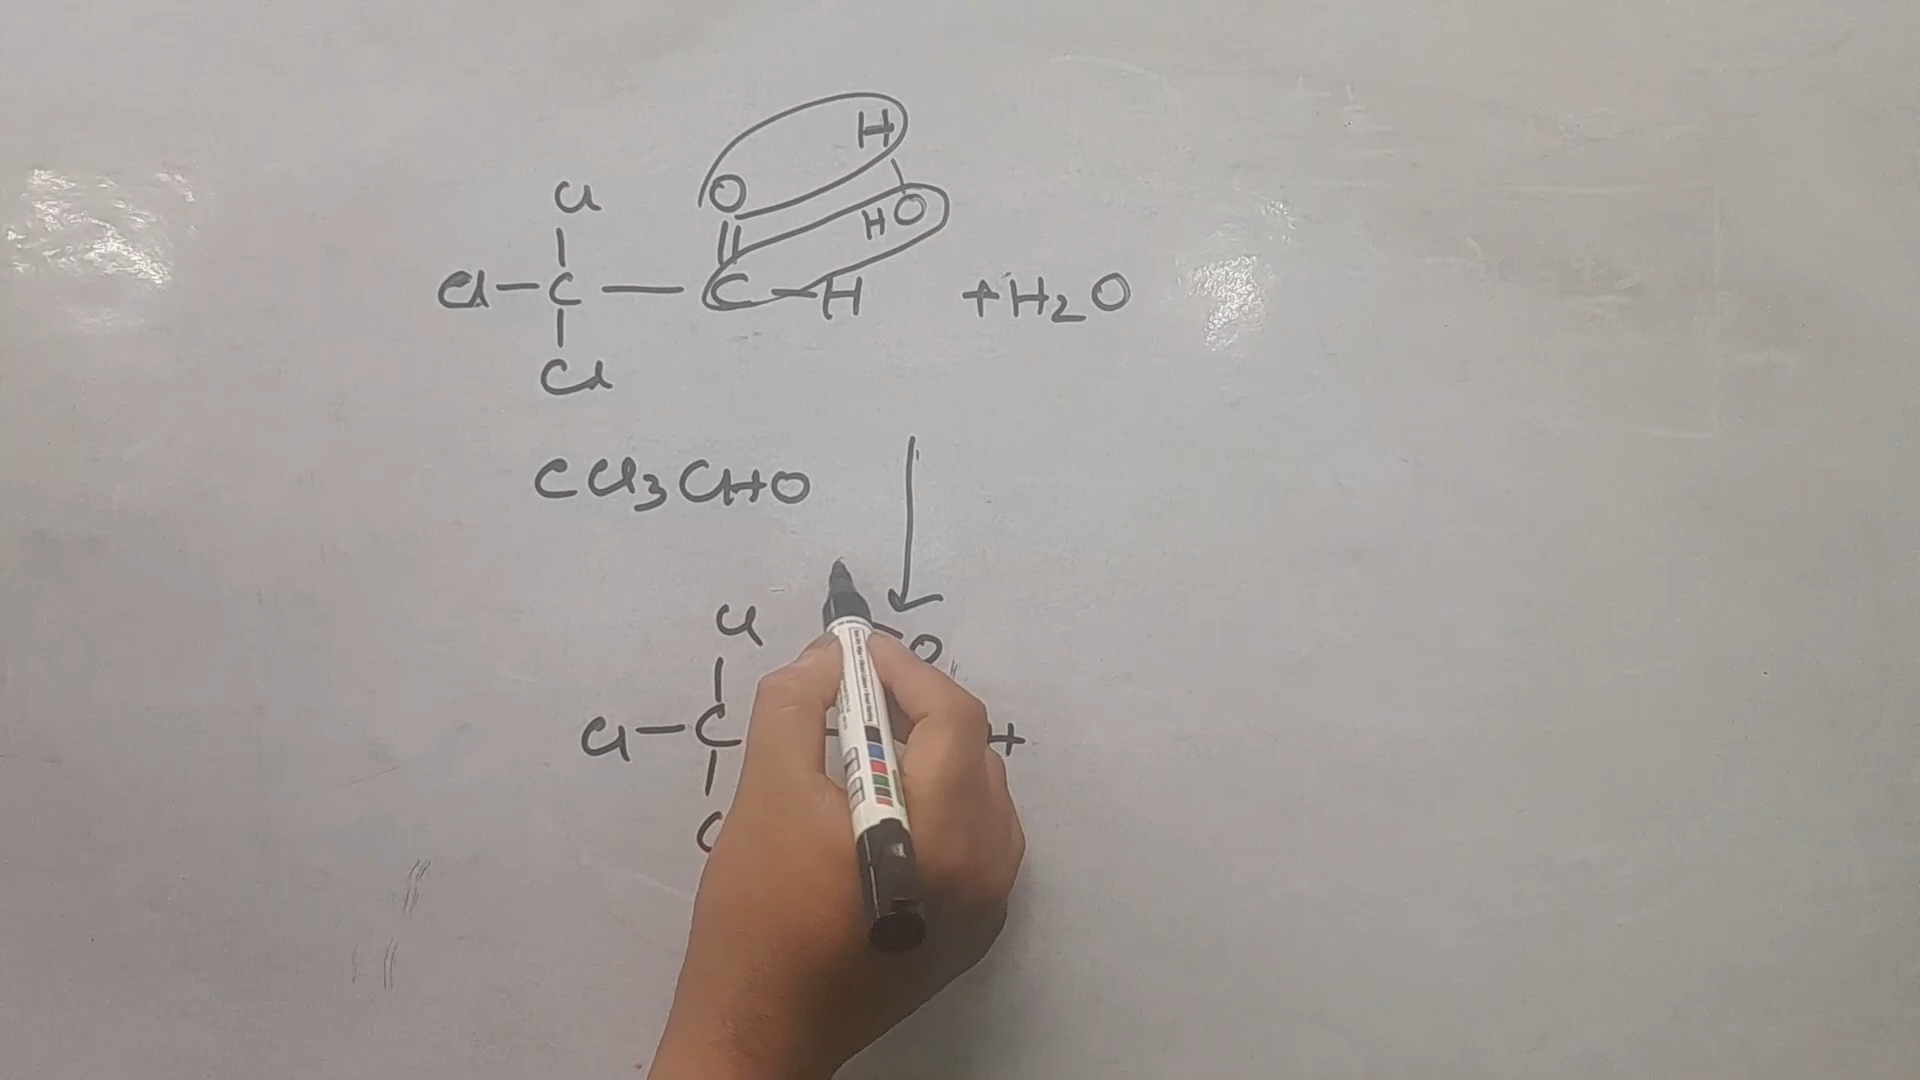 H
Cl O
HO
Cl-C-C-H +H2O
Cl
CCl3CHO
Cl O
Cl-C